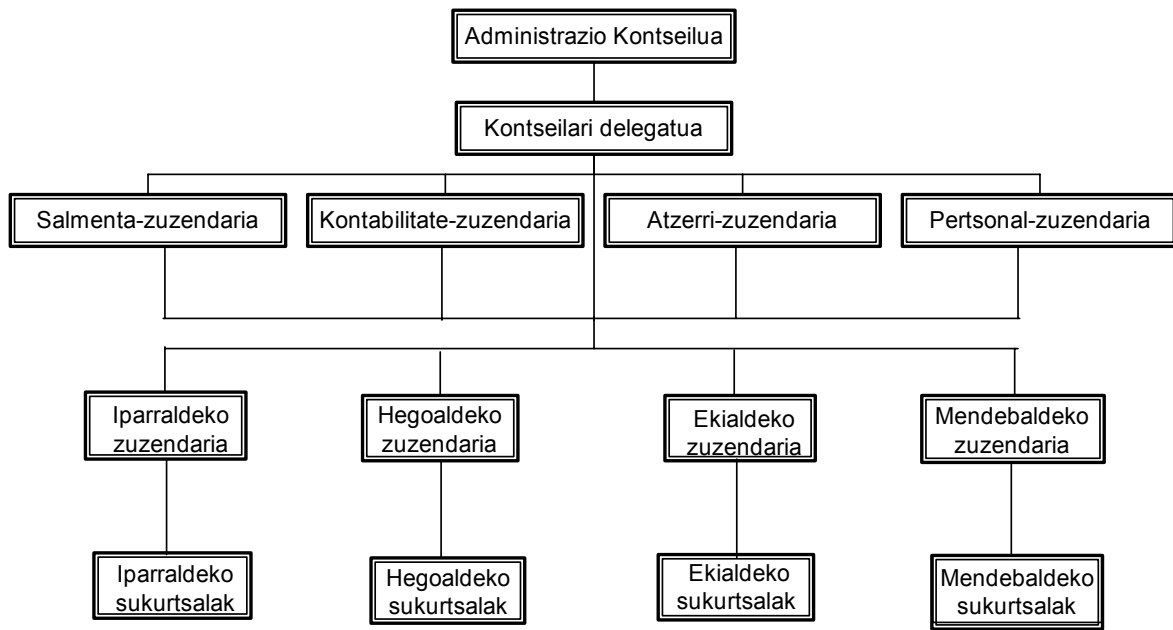 Administrazio Kontseilua
Kontseilari delegatua
Salmenta-zuzendaria
Kontabilitate-zuzendaria
Atzerri-zuzendaria
Pertsonal-zuzendaria
Iparraldeko
zuzendaria
Hegoaldeko
zuzendaria
Ekialdeko
zuzendaria
Mendebaldeko
zuzendaria
Iparraldeko
sukurtsalak
Hegoaldeko
sukurtsalak
Ekialdeko
sukurtsalak
Mendebaldeko
sukurtsalak